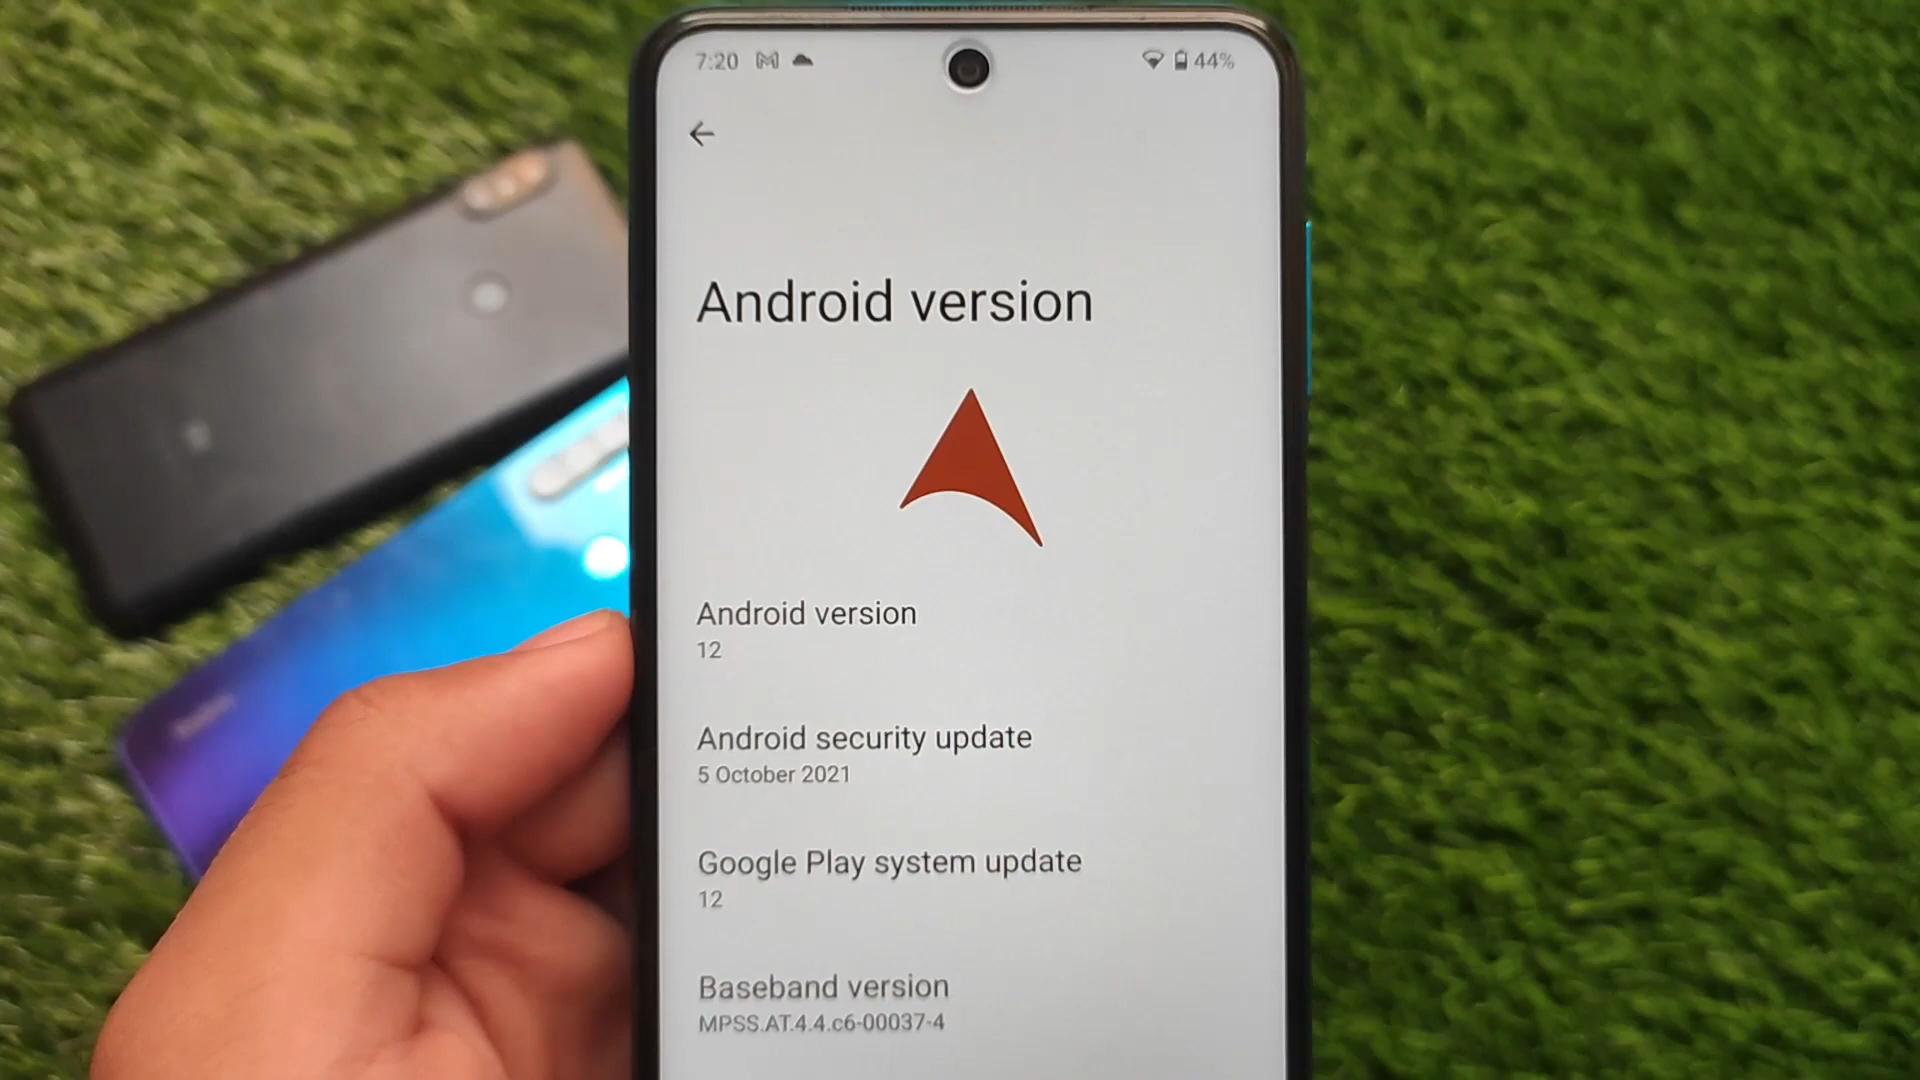 7:20 44%
Android version
Android version
12
Android security update
5 October 2021
Google Play system update
12
Baseband version
MPSS.AT.4.4.c6-00037-4